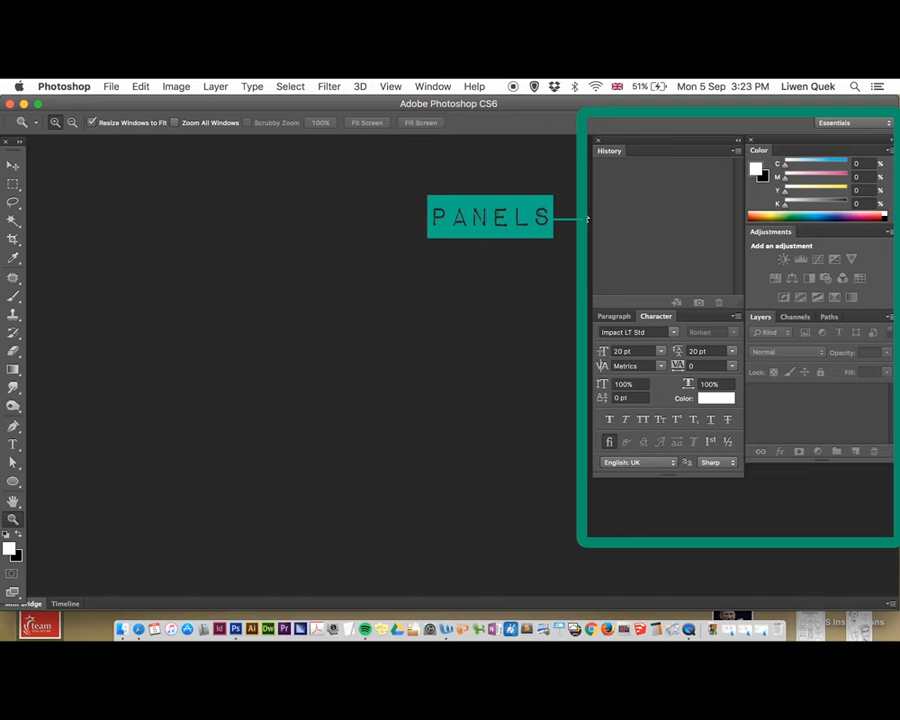 Photoshop File Edit Image Layer Type Select Filter 3D View Window Help 51% Mon 5 Sep 3:23 PM Liwen Quek
Adobe Photoshop CS6
Resize Windows to Fit Zoom All Windows Scrubby Zoom 100% Fit Screen Fill Screen Essentials
History
Color
C 0 %
M 0 %
Y 0 %
K 0 %
PANELS
Adjustments
Add an adjustment
Paragraph Character
Layers Channels Paths
Impact LT Std Roman
Kind
20 pt 20 pt
Normal Opacity:
Metrics 0
Lock: Fill:
100% 100%
0 pt Color:
English: UK Sharp
Timeline
team